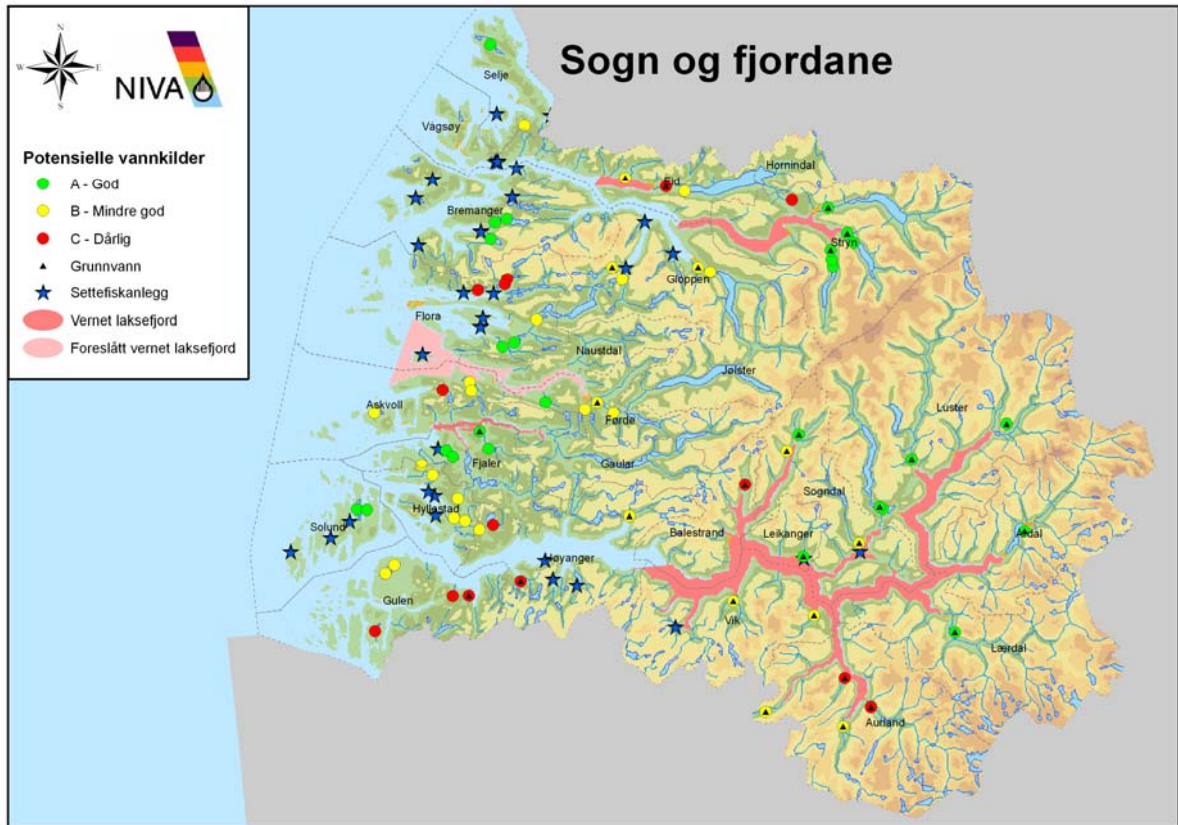 Sogn og fjordane
N
W
E
S
NIVA
Potensielle vannkilder
A - God
B - Mindre god
C - Dårlig
Grunnvann
Settefiskanlegg
Vernet laksefjord
Foreslått vernet laksefjord
Selje
Vågsøy
Hornindal
Eid
Bremanger
Stryn
Gloppen
Flora
Naustdal
Jølster
Askvoll
Førde
Luster
Fjaler
Gaular
Sogndal
Hyllestad
Solund
Balestrand
Leikanger
Årdal
Høyanger
Gulen
Vik
Lærdal
Aurland